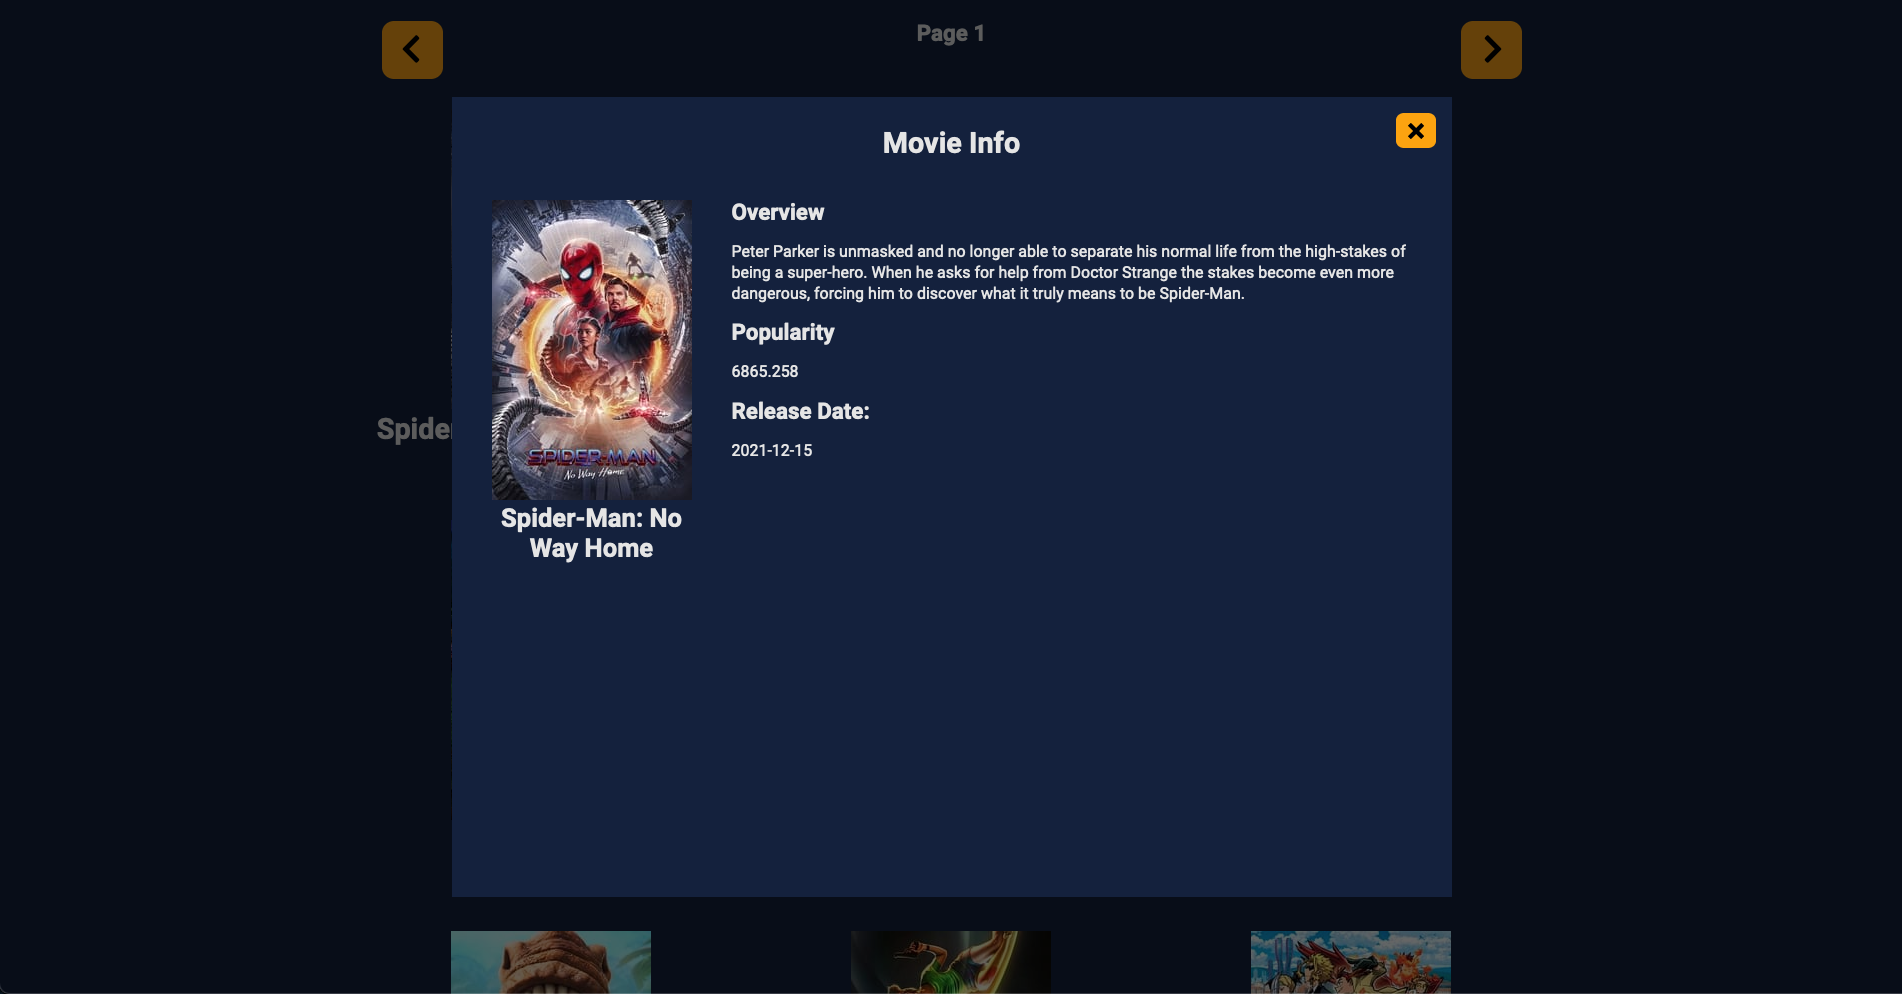 Page 1
Movie Info
Overview
Peter Parker is unmasked and no longer able to separate his normal life from the high-stakes of
being a super-hero. When he asks for help from Doctor Strange the stakes become even more
dangerous, forcing him to discover what it truly means to be Spider-Man.
Popularity
6865.258
Release Date:
2021-12-15
Spider
SPIDER-MAN
No Way Home
Spider-Man: No
Way Home